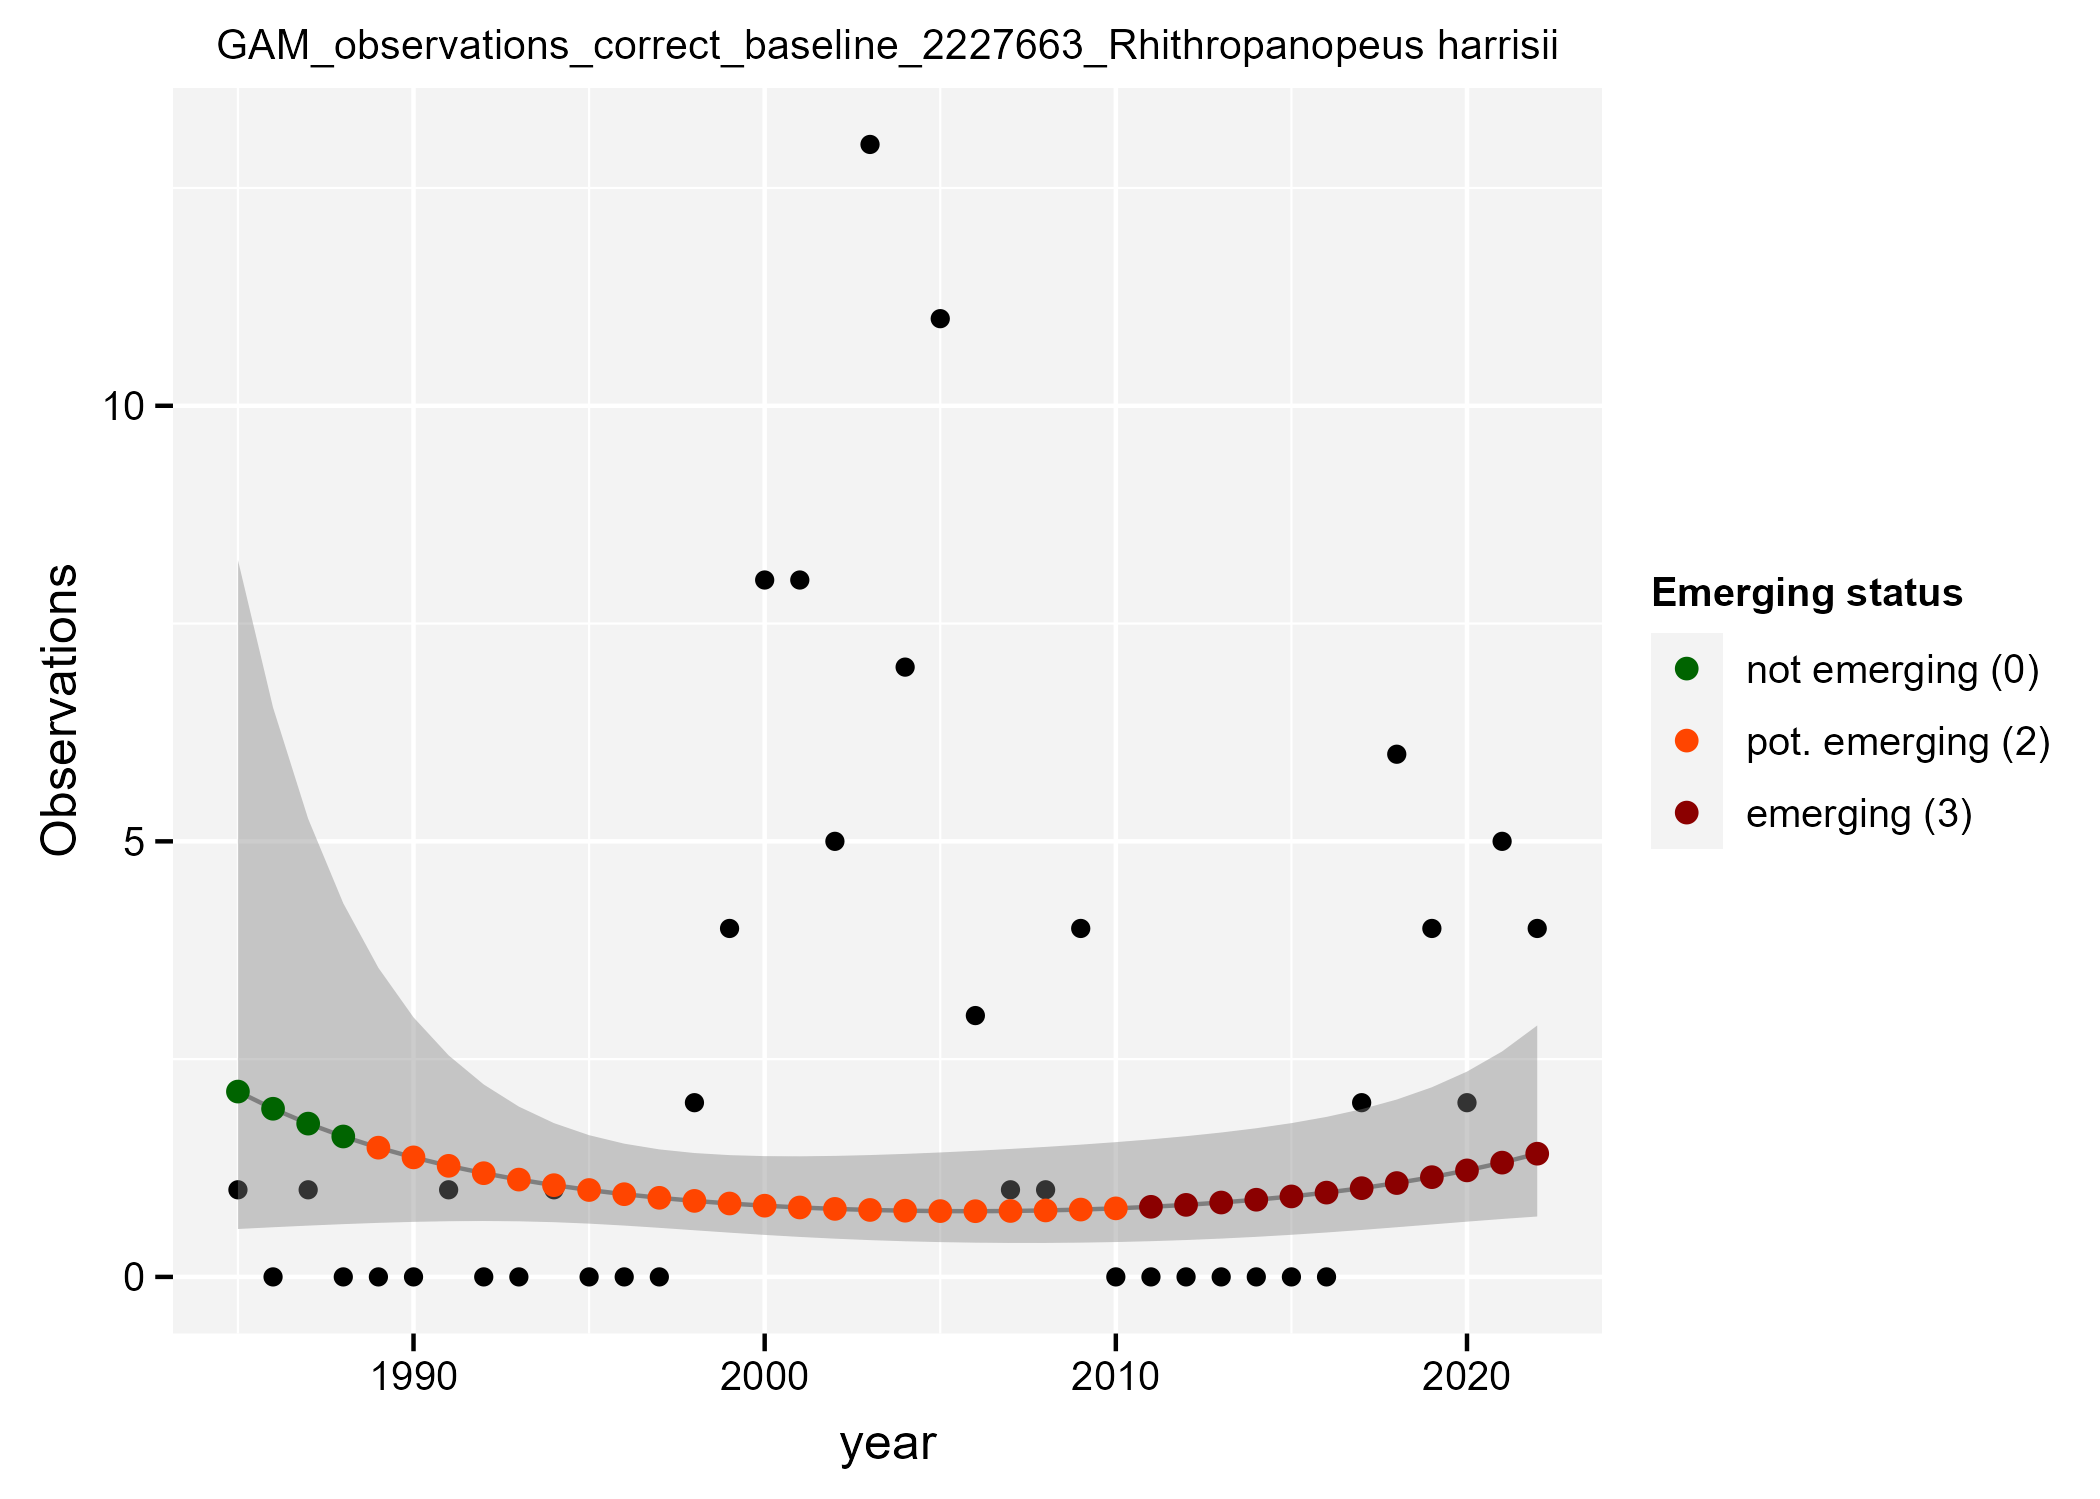 GAM_observations_correct_baseline_2227663_Rhithropanopeus harrisii
Observations
10
5
0
1990
2000
2010
2020
year
Emerging status
not emerging (0)
pot. emerging (2)
emerging (3)